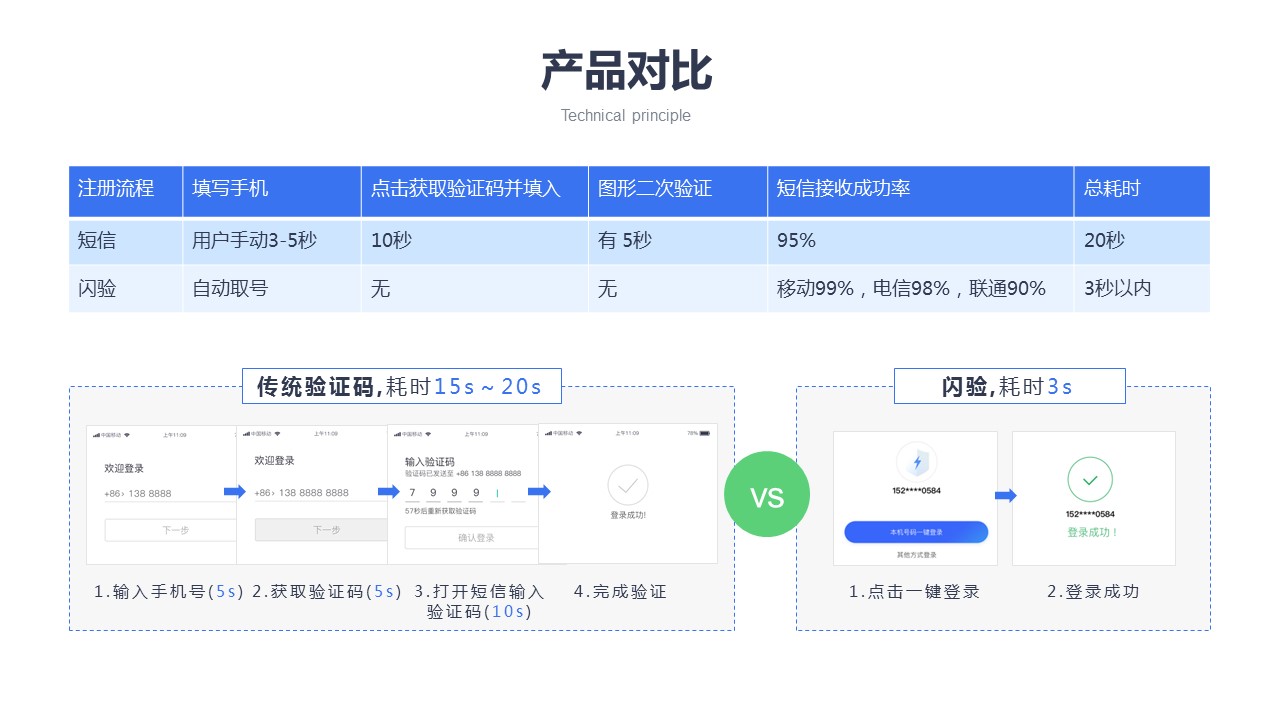 产品对比
Technical principle
注册流程 填写手机 点击获取验证码并填入 图形二次验证 短信接收成功率 总耗时
短信 用户手动3-5秒 10秒 有 5秒 95% 20秒
闪验 自动取号 无 无 移动99%，电信98%，联通90% 3秒以内
传统验证码,耗时15s~20s
中国移动 上午11:09
欢迎登录
+86› 138 8888
下一步
中国移动 上午11:09
欢迎登录
+86› 138 8888 8888
下一步
中国移动 上午11:09
输入验证码
验证码已发送至 +86 138 8888 8888
7 9 9 9
57秒后重新获取验证码
确认登录
中国移动 上午11:09 78%
登录成功!
1.输入手机号(5s)
2.获取验证码(5s)
3.打开短信输入
验证码(10s)
4.完成验证
VS
闪验,耗时3s
152****0584
本机号码一键登录
其他方式登录
152****0584
登录成功！
1.点击一键登录
2.登录成功